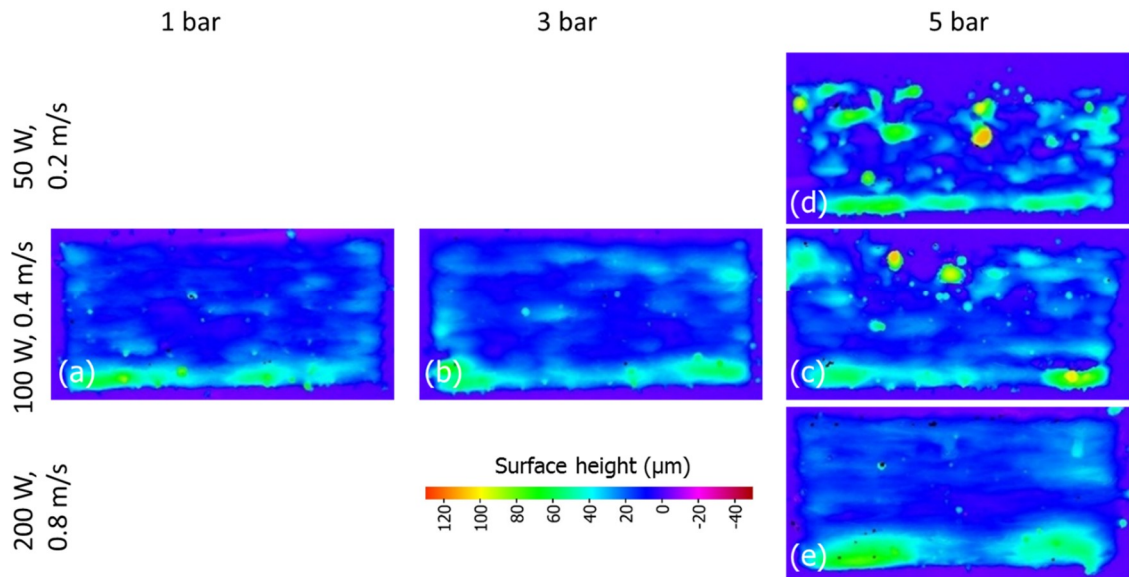 1 bar
3 bar
5 bar
50 W,
0.2 m/s
(d)
100 W, 0.4 m/s
(a)
(b)
(c)
200 W,
0.8 m/s
Surface height (μm)
120
100
80
60
40
20
0
-20
-40
(e)